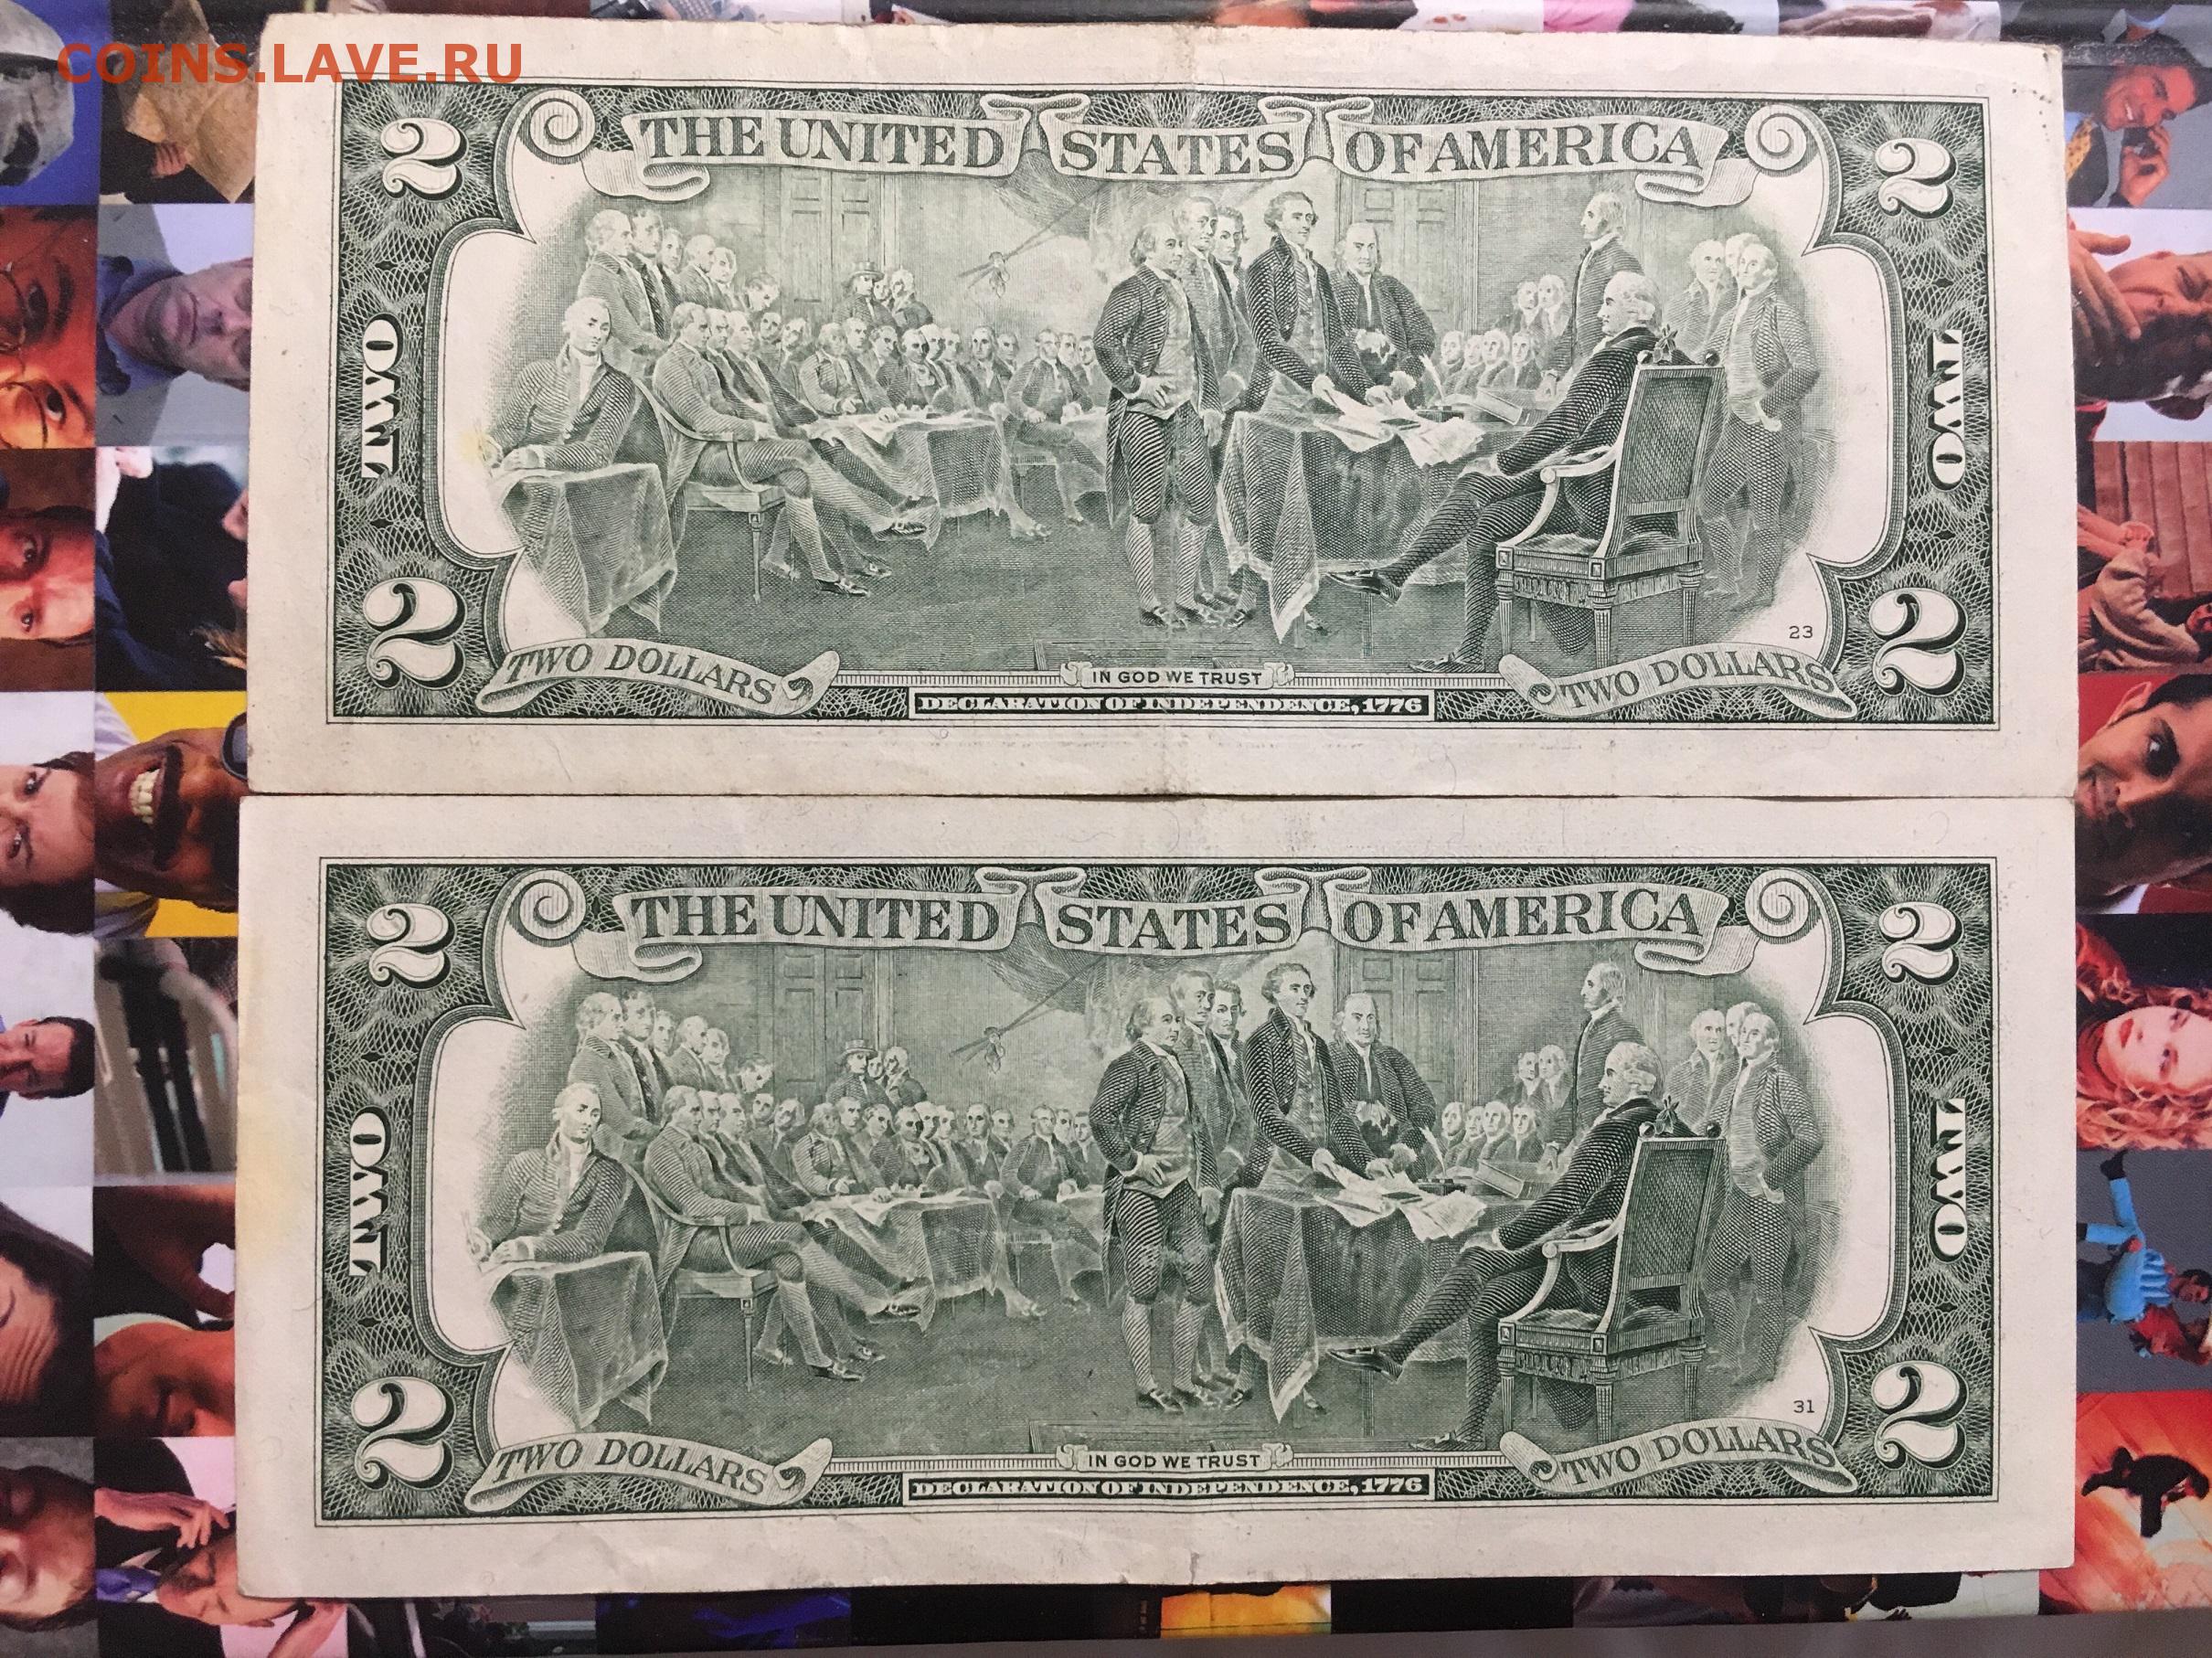 COINS.LAVE.RU
2 THE UNITED STATES OF AMERICA 2
TWO TWO
23
2 TWO DOLLARS IN GOD WE TRUST TWO DOLLARS 2
DECLARATION OF INDEPENDENCE, 1776
2 THE UNITED STATES OF AMERICA 2
TWO TWO
31
2 TWO DOLLARS IN GOD WE TRUST TWO DOLLARS 2
DECLARATION OF INDEPENDENCE, 1776